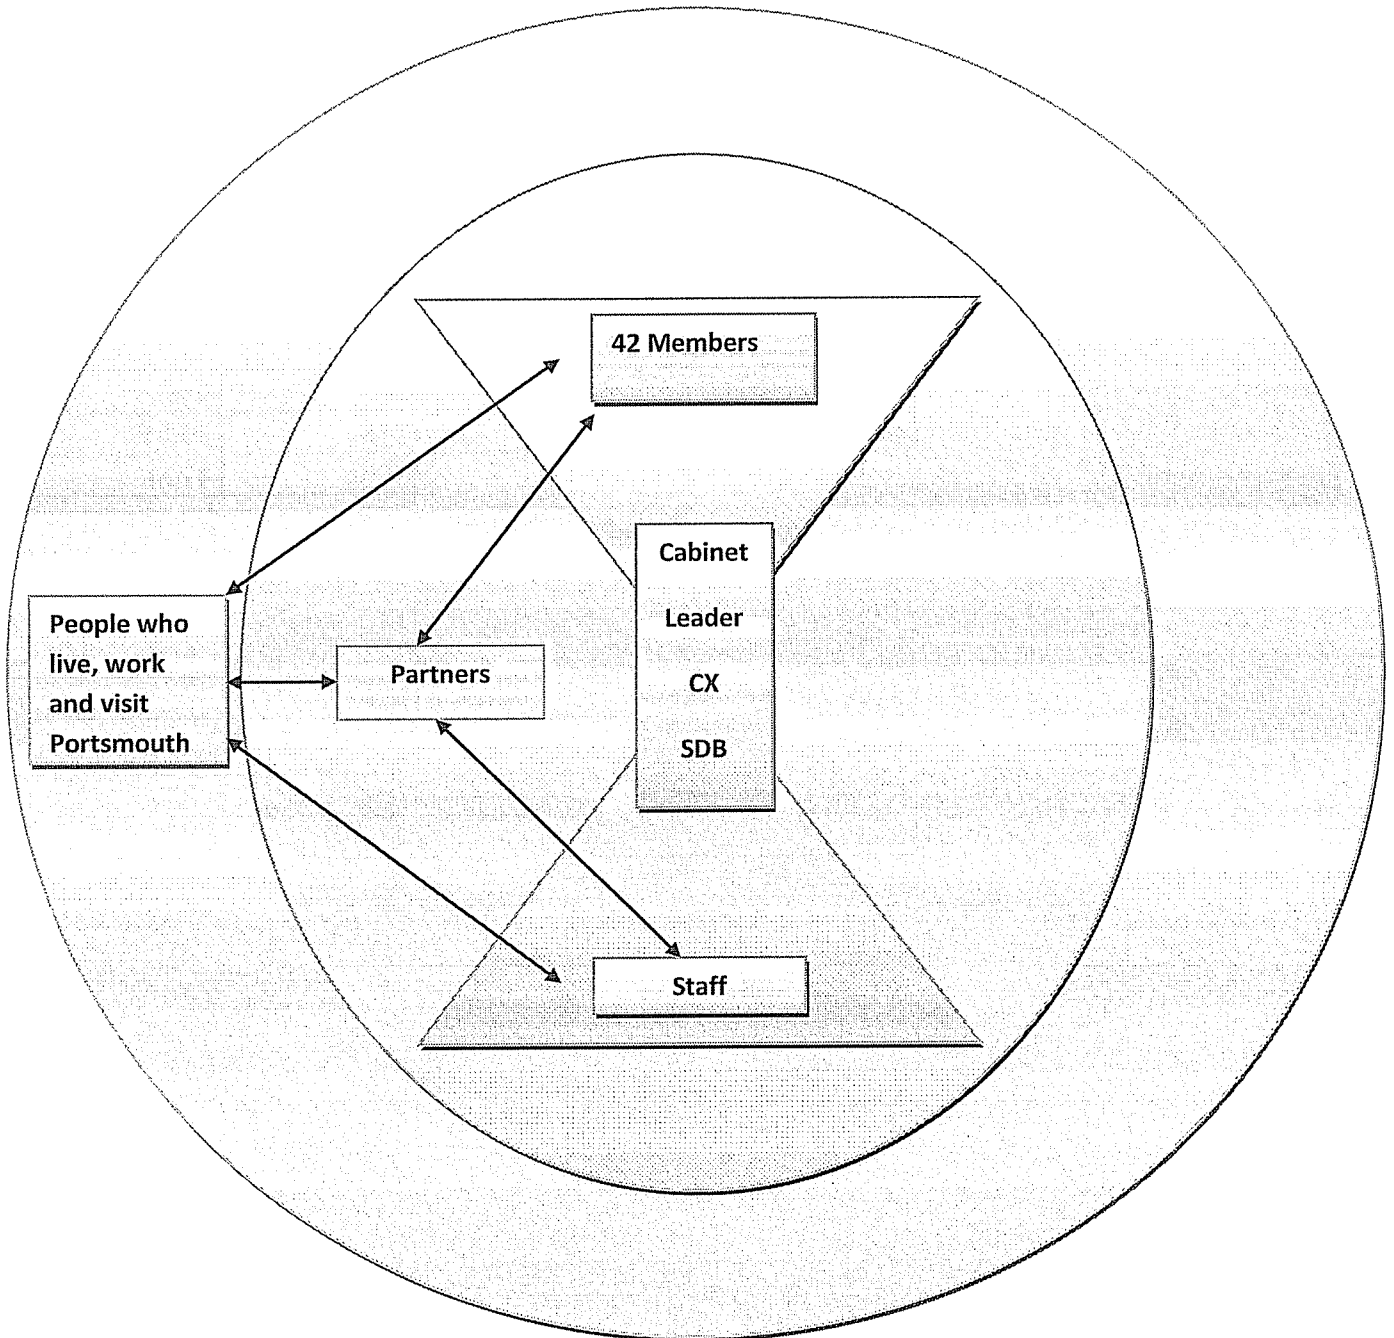 42 Members
Cabinet
Leader
CX
SDB
People who
live, work
and visit
Portsmouth
Partners
Staff